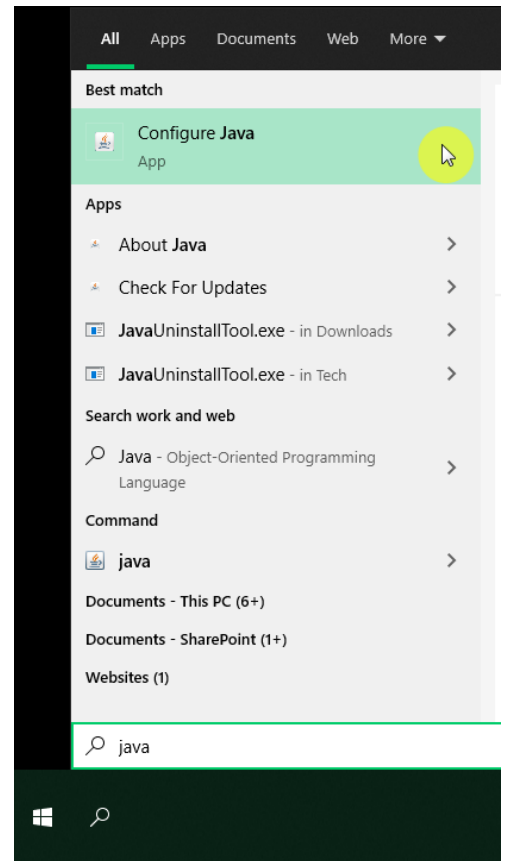 All Apps Documents Web More
Best match
Configure Java
App
Apps
About Java
Check For Updates
JavaUninstallTool.exe - in Downloads
JavaUninstallTool.exe - in Tech
Search work and web
Java - Object-Oriented Programming
Language
Command
java
Documents - This PC (6+)
Documents - SharePoint (1+)
Websites (1)
java